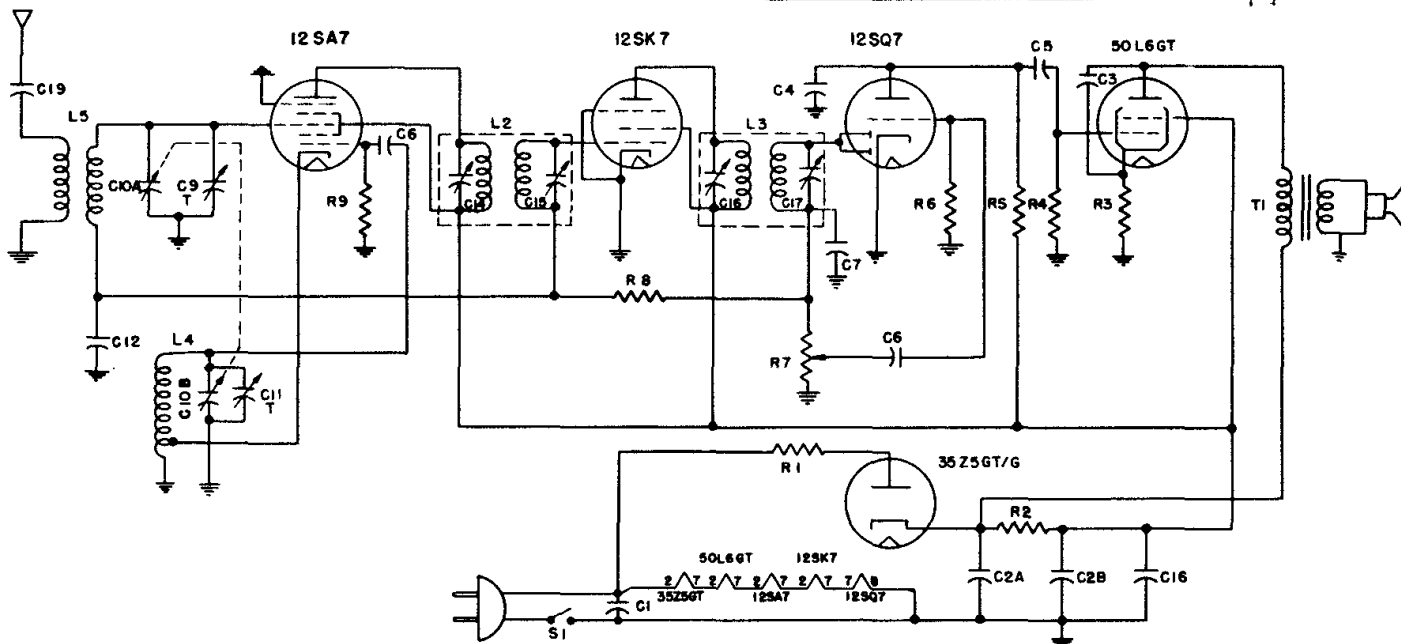 12SA7
12SK7
12SQ7
50L6GT
C19
L5
C6
L2
L3
C4
C5
C3
C10A
C9
T
R9
C14
C15
C16
C17
C7
R6
R5
R4
R3
T1
C12
L4
R8
C10B
C11
T
R7
C6
R1
35Z5GT/G
R2
50L6GT
12SK7
2 7 2 7 2 7 2 7 7 8
35Z5GT
12SA7
12SQ7
C1
S1
C2A
C2B
C16